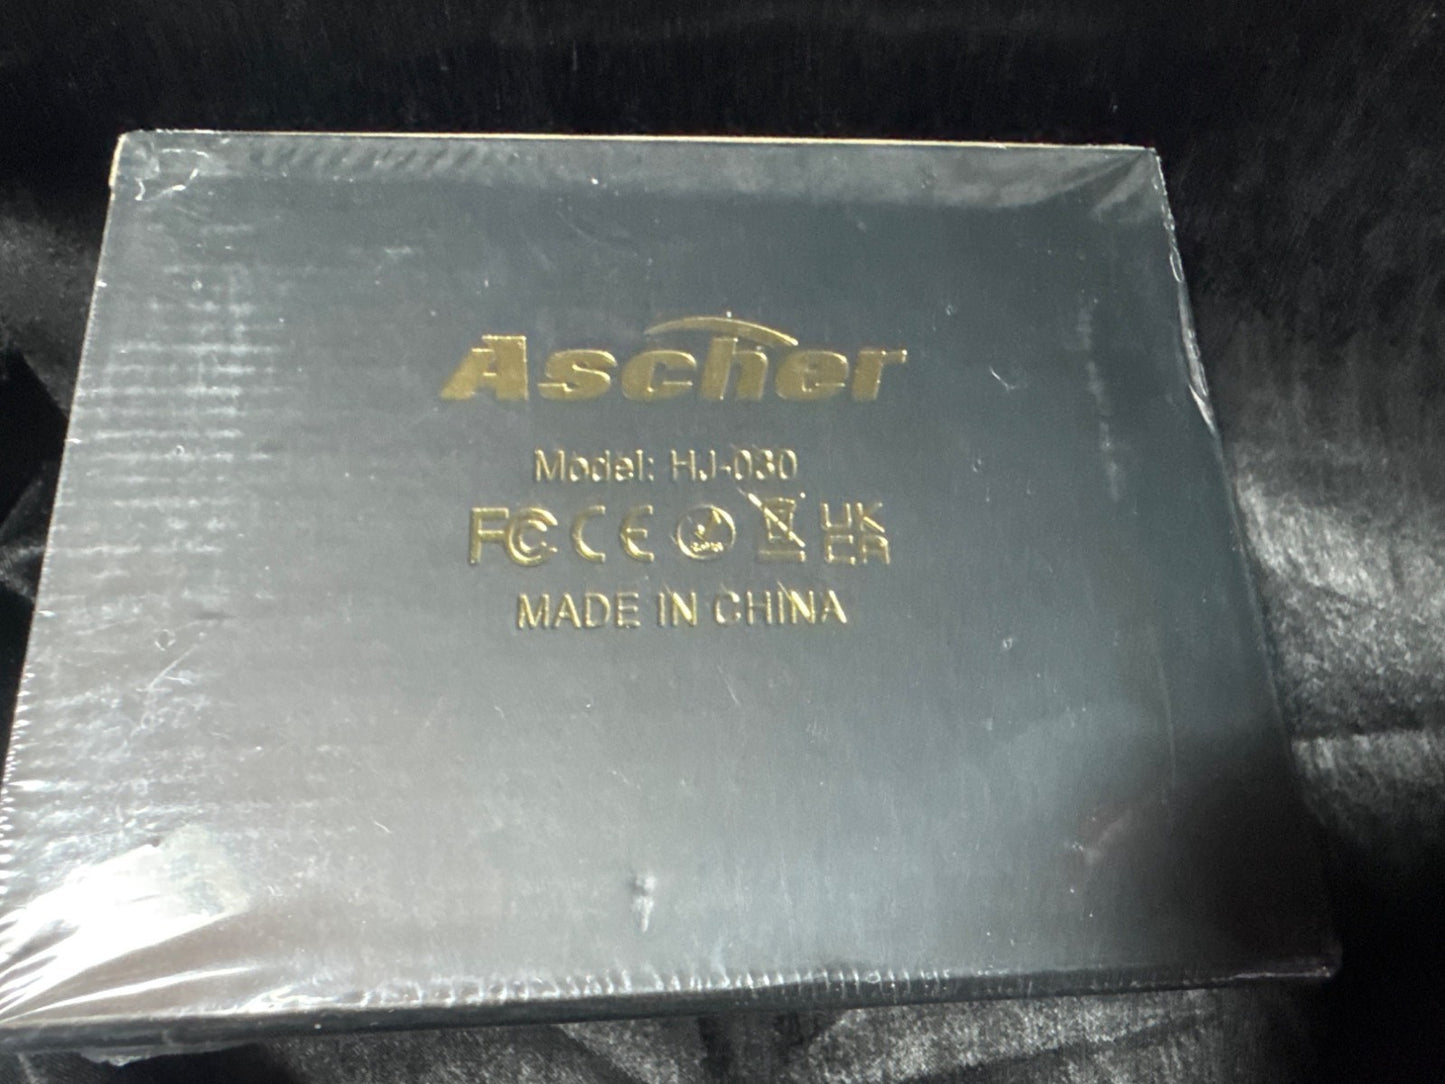 Ascher
Model: HJ-030
FC CE UK CA
MADE IN CHINA